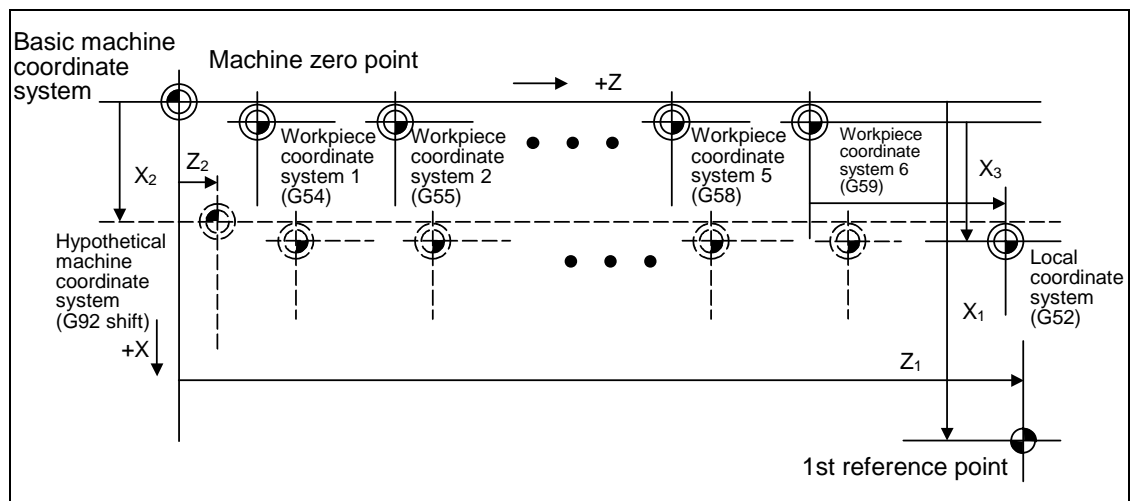 Basic machine
coordinate
system
Machine zero point
+Z
Workpiece
coordinate
system 1
(G54)
Workpiece
coordinate
system 2
(G55)
Workpiece
coordinate
system 5
(G58)
Workpiece
coordinate
system 6
(G59)
X2
Z2
X3
Hypothetical
machine
coordinate
system
(G92 shift)
Local
coordinate
system
(G52)
X1
+X
Z1
1st reference point